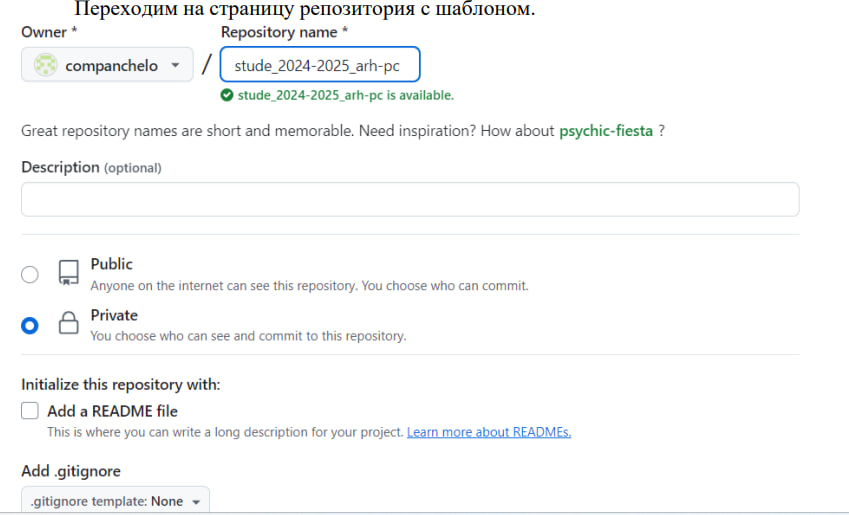 Переходим на страницу репозитория с шаблоном.
Owner * Repository name *
companchelo / stude_2024-2025_arh-pc
stude_2024-2025_arh-pc is available.
Great repository names are short and memorable. Need inspiration? How about psychic-fiesta ?
Description (optional)
Public
Anyone on the internet can see this repository. You choose who can commit.
Private
You choose who can see and commit to this repository.
Initialize this repository with:
Add a README file
This is where you can write a long description for your project. Learn more about READMEs.
Add .gitignore
.gitignore template: None